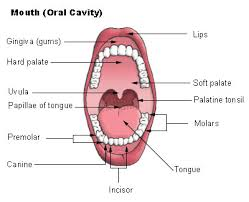 Mouth (Oral Cavity)
Lips
Gingiva (gums)
Hard palate
Soft palate
Uvula
Palatine tonsil
Papillae of tongue
Molars
Premolar
Canine
Tongue
Incisor